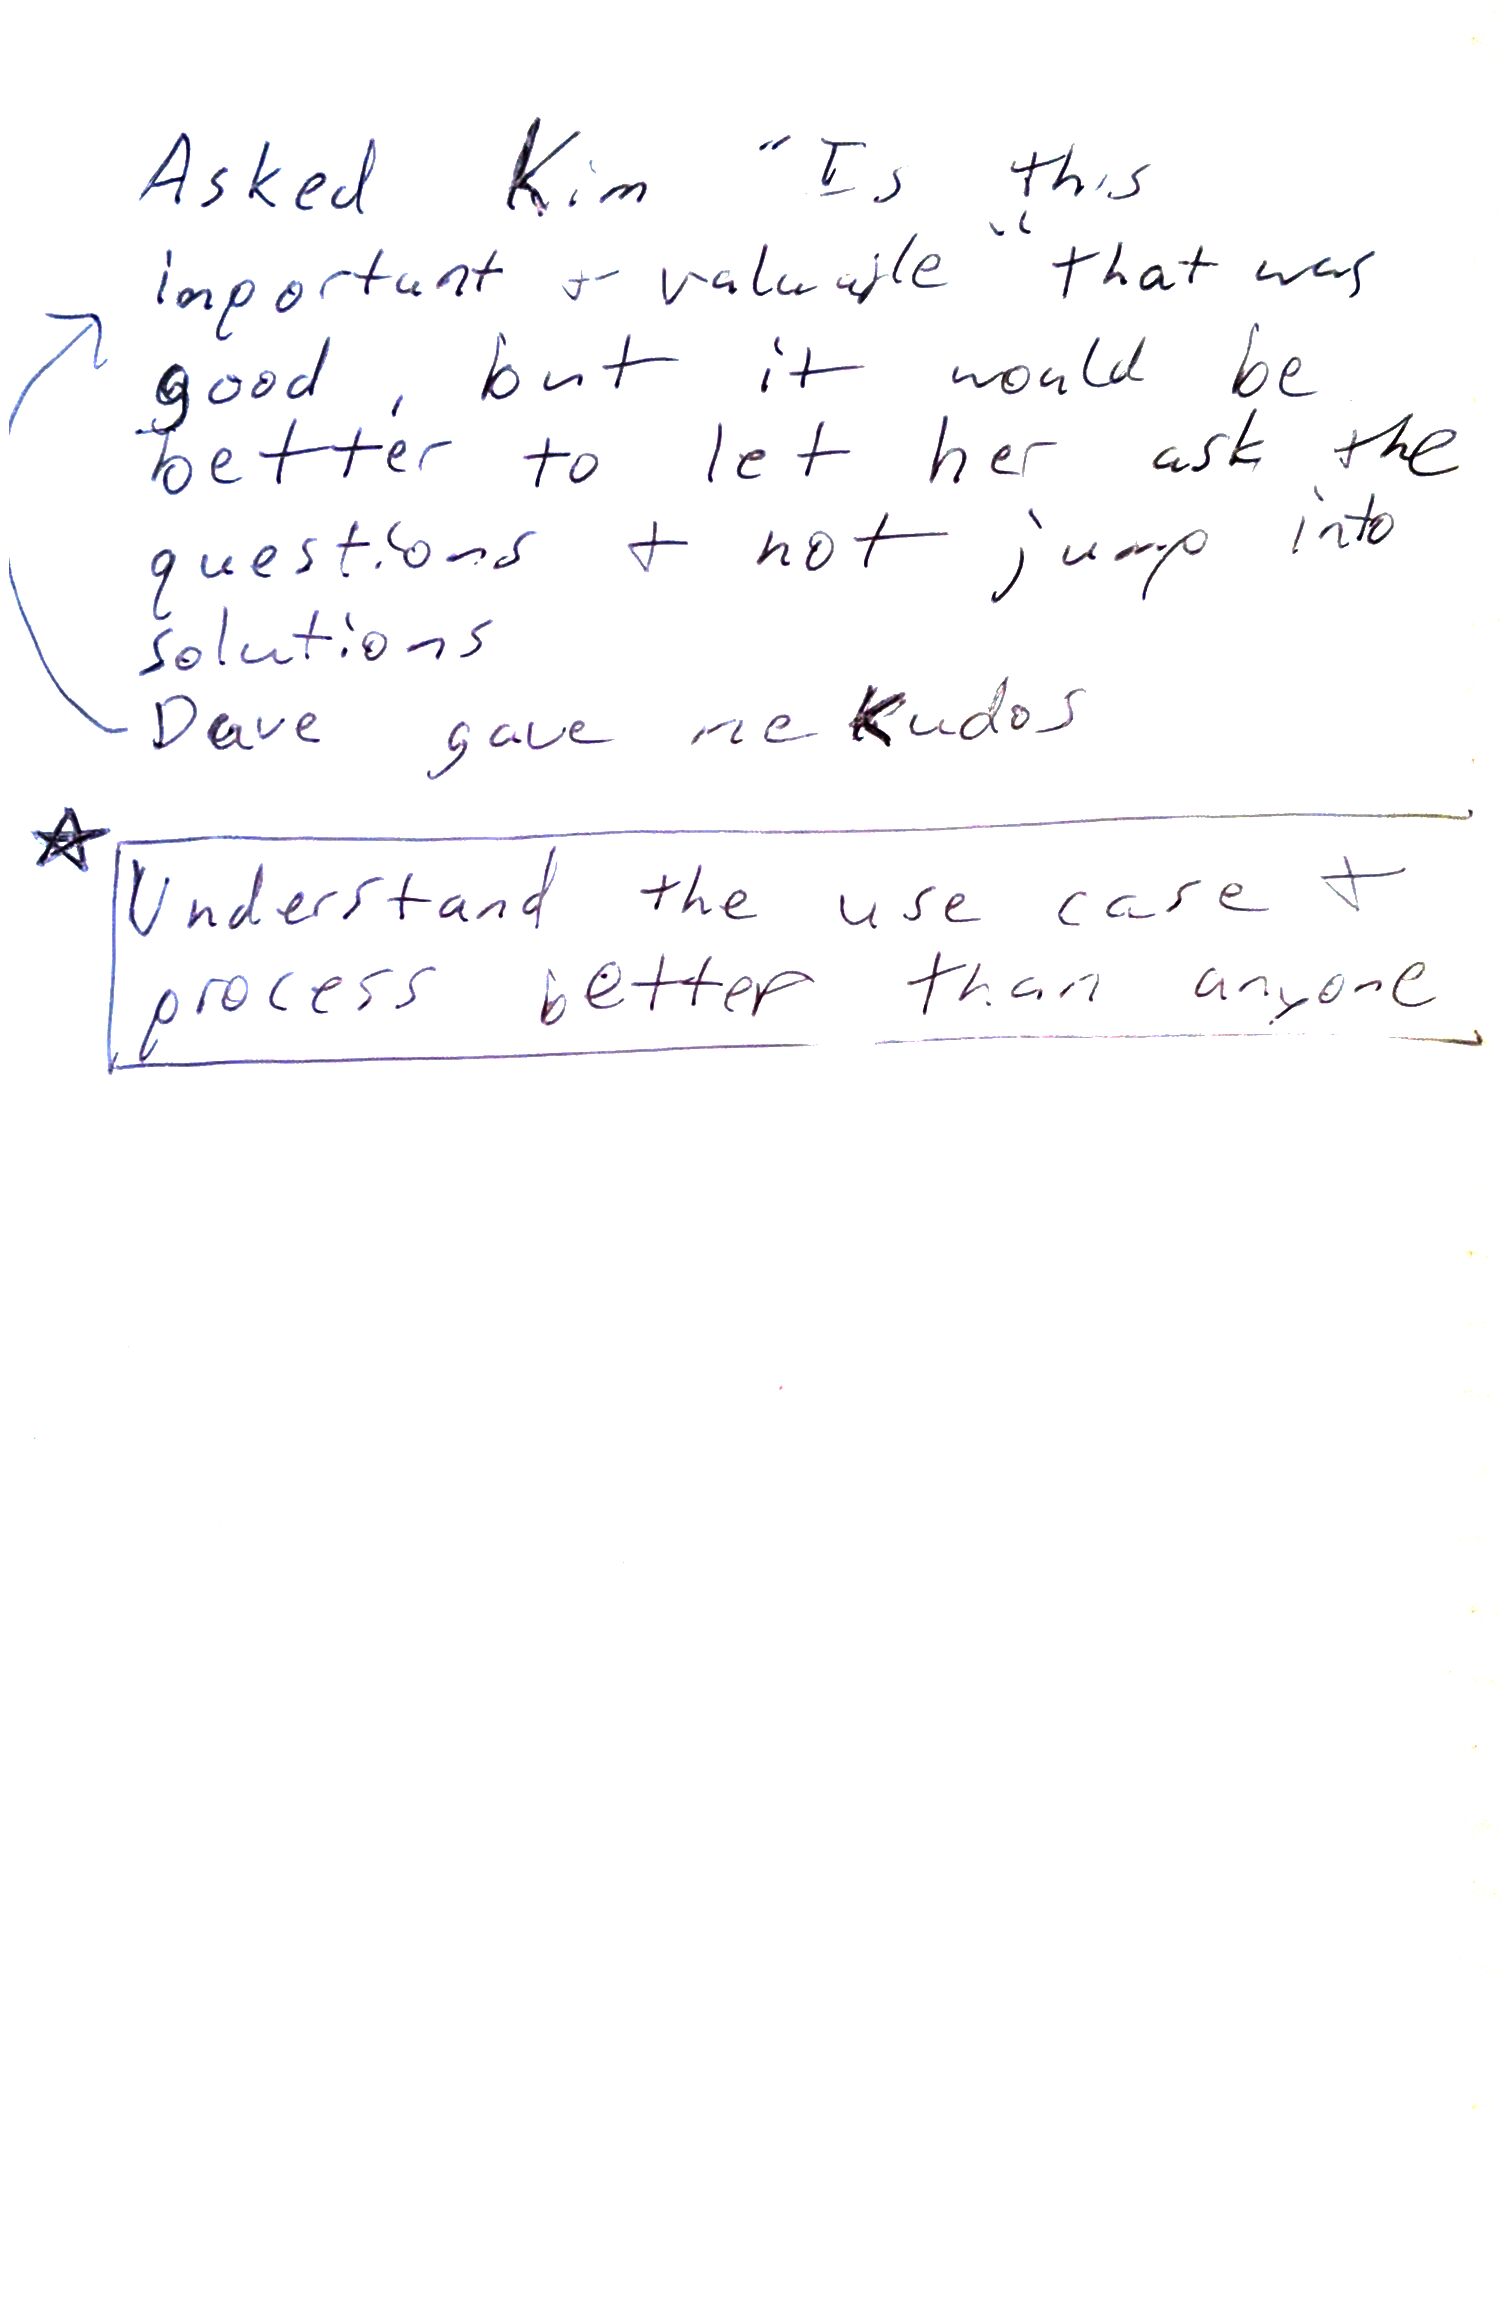 Asked Kim "Is this
important + valuable" that was
good, but it would be
better to let her ask the
questions + not jump into
solutions
Dave gave me Kudos
Understand the use case +
process better than anyone